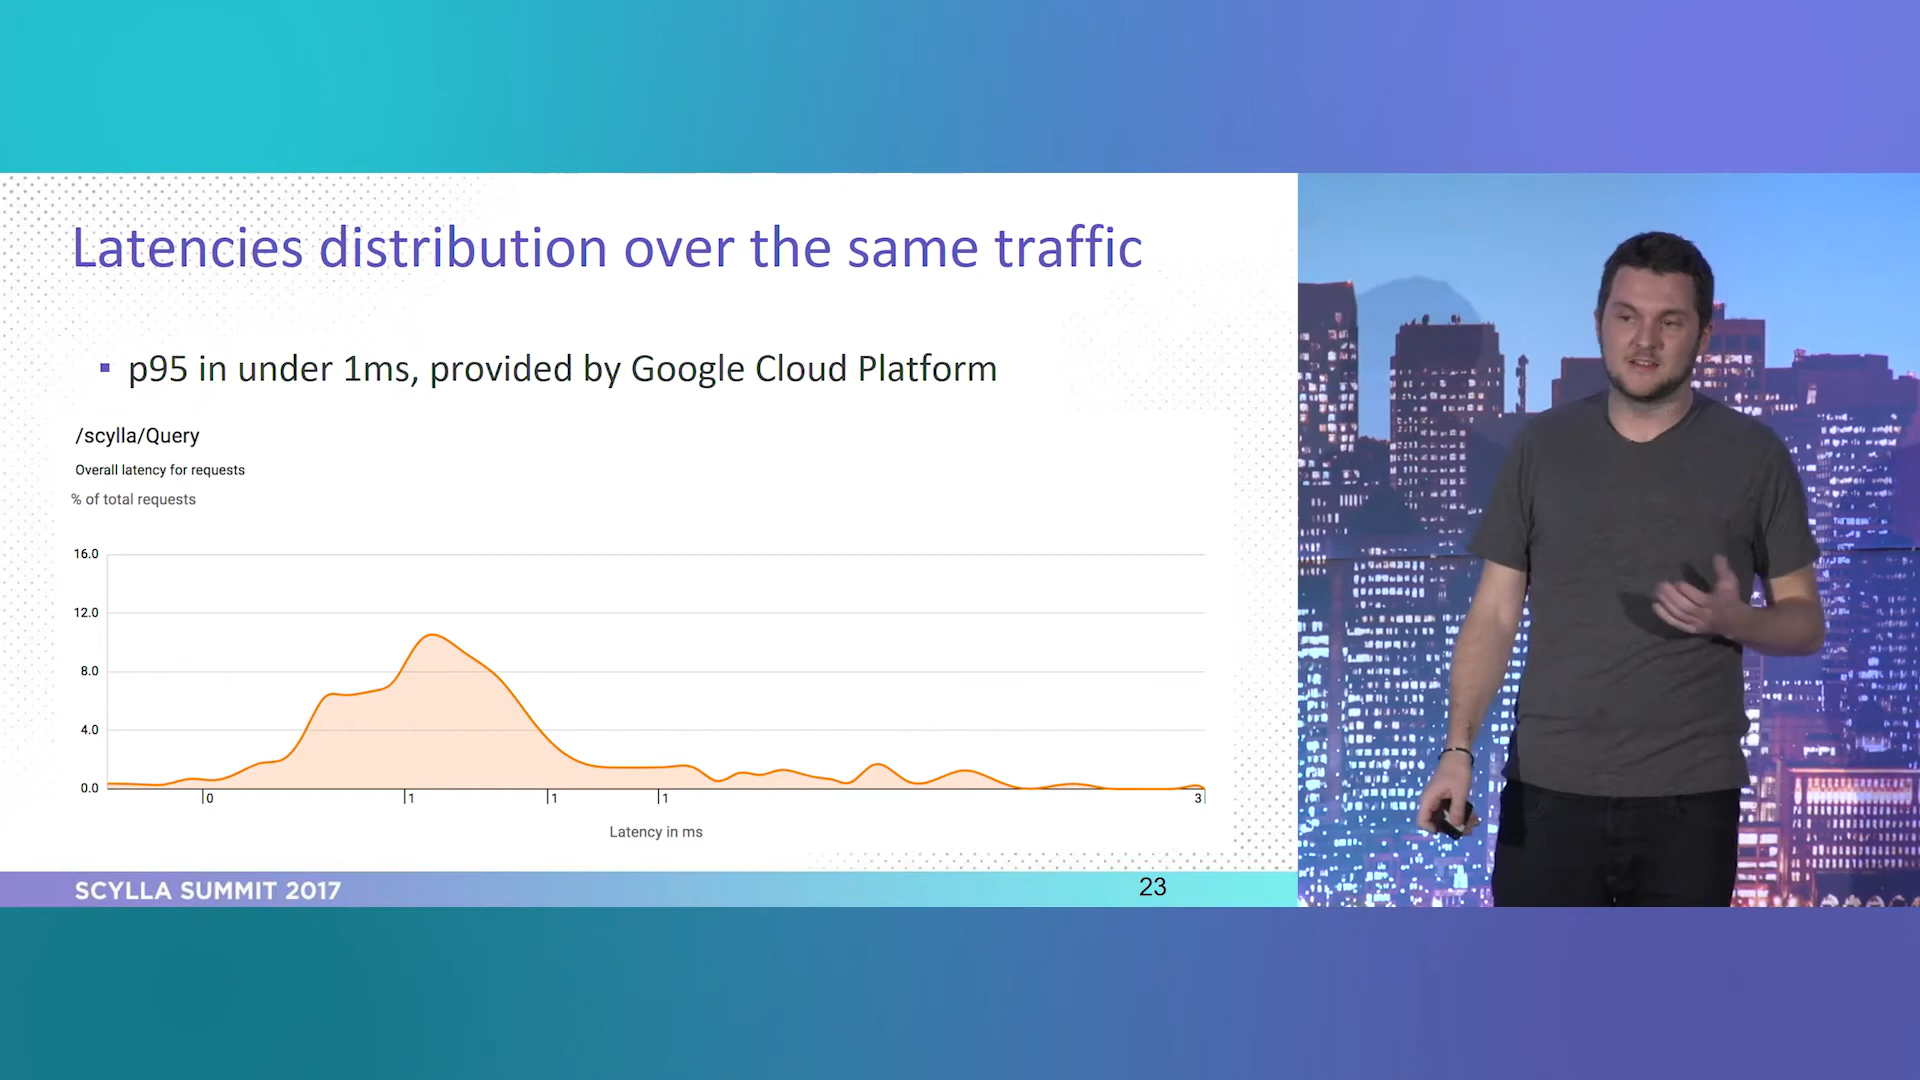 Latencies distribution over the same traffic
▪ p95 in under 1ms, provided by Google Cloud Platform
/scylla/Query
Overall latency for requests
% of total requests
16.0
12.0
8.0
4.0
0.0
0 1 1 1 3
Latency in ms
SCYLLA SUMMIT 2017 23